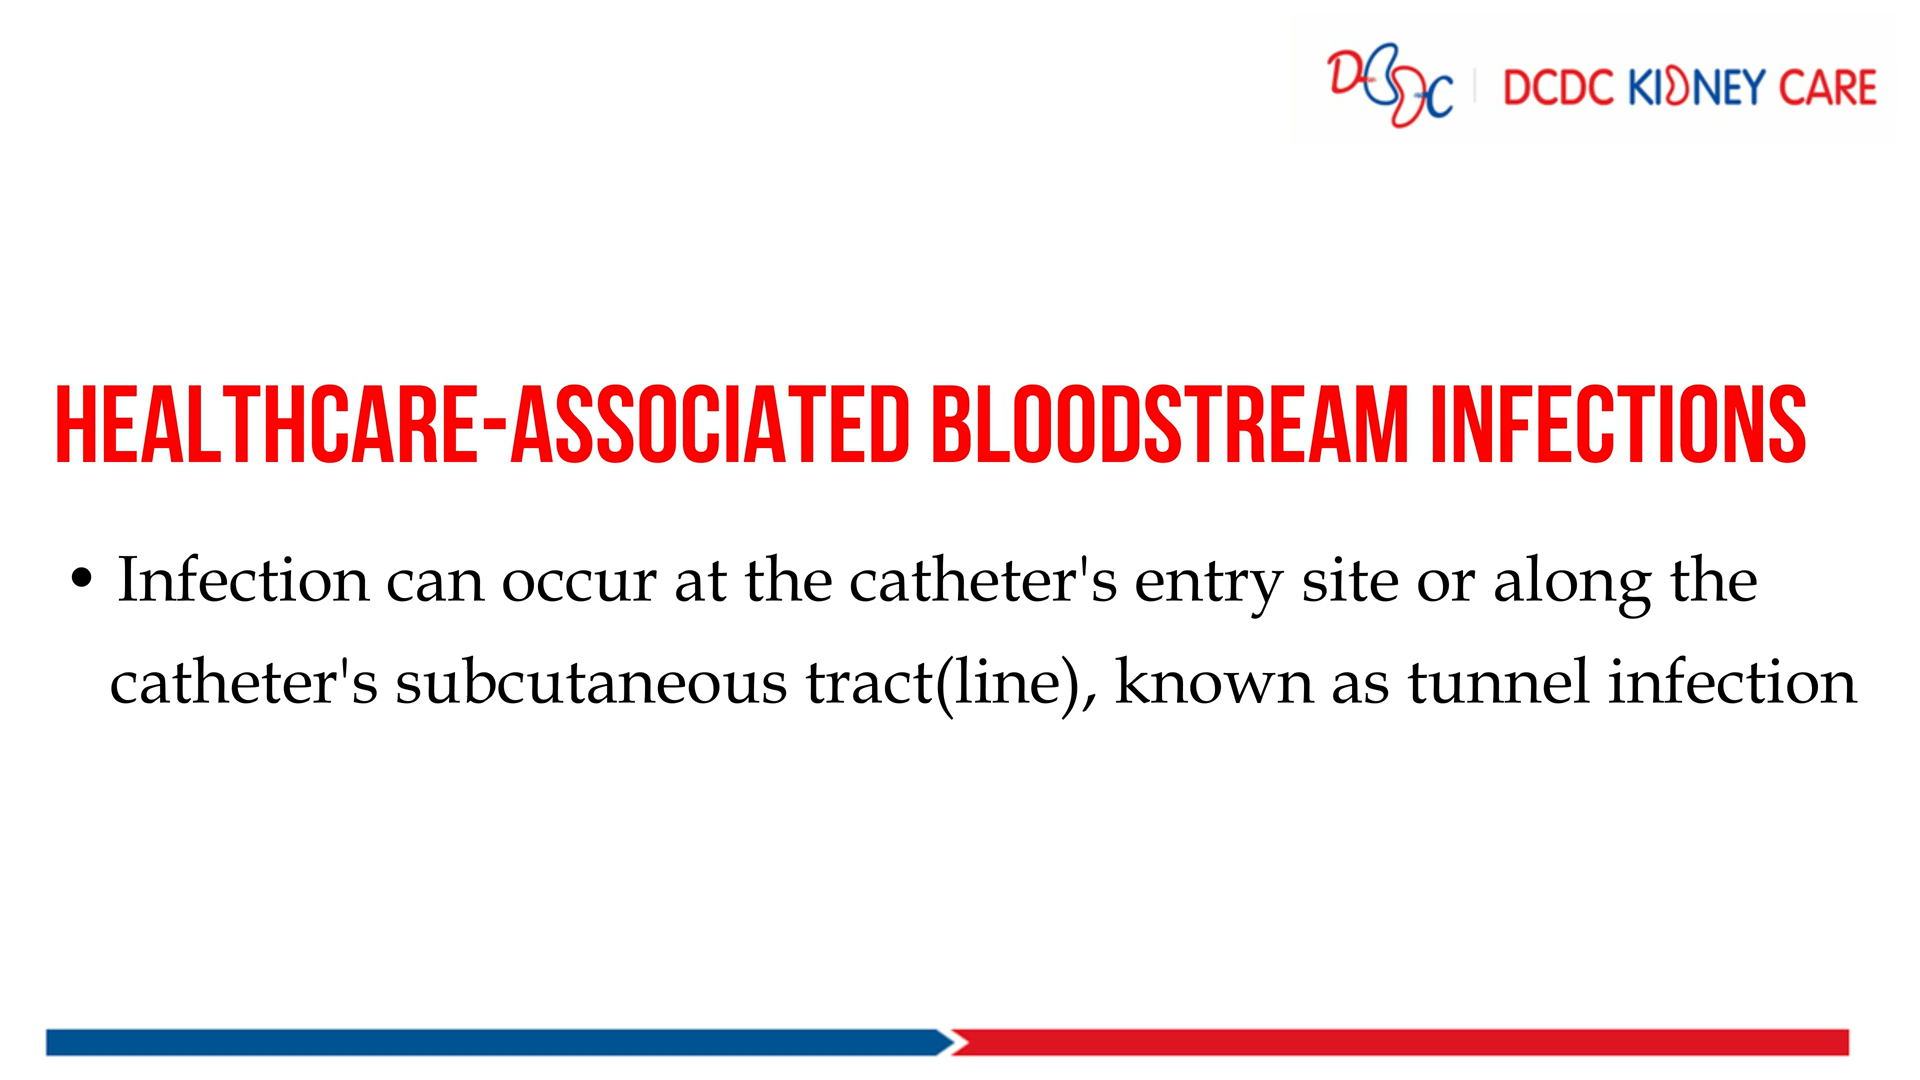 DCDC | DCDC KIDNEY CARE
HEALTHCARE-ASSOCIATED BLOODSTREAM INFECTIONS
• Infection can occur at the catheter's entry site or along the
catheter's subcutaneous tract(line), known as tunnel infection